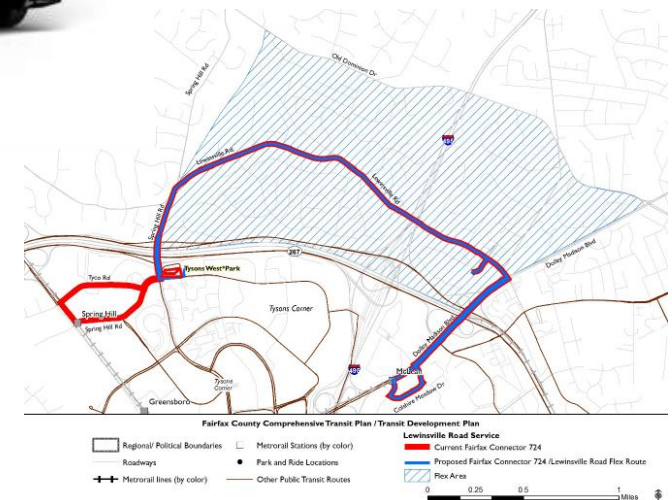 Old Dominion Dr
Spring Hill Rd
495
Lewinsville Rd
Lewinsville Rd
Spring Hill Rd
Dolley Madison Blvd
267
Tysons West*Park
Tyco Rd
Tysons Corner
Spring Hill
Spring Hill Rd
Dolley Madison Blvd
495
McLean
Tysons
Corner
Colshire Meadow Dr
Greensboro
Fairfax County Comprehensive Transit Plan / Transit Development Plan
Regional/ Political Boundaries
Roadways
Metrorail lines (by color)
Metrorail Stations (by color)
Park and Ride Locations
Other Public Transit Routes
Lewinsville Road Service
Current Fairfax Connector 724
Proposed Fairfax Connector 724 /Lewinsville Road Flex Route
Flex Area
0 0.25 0.5 1
Miles